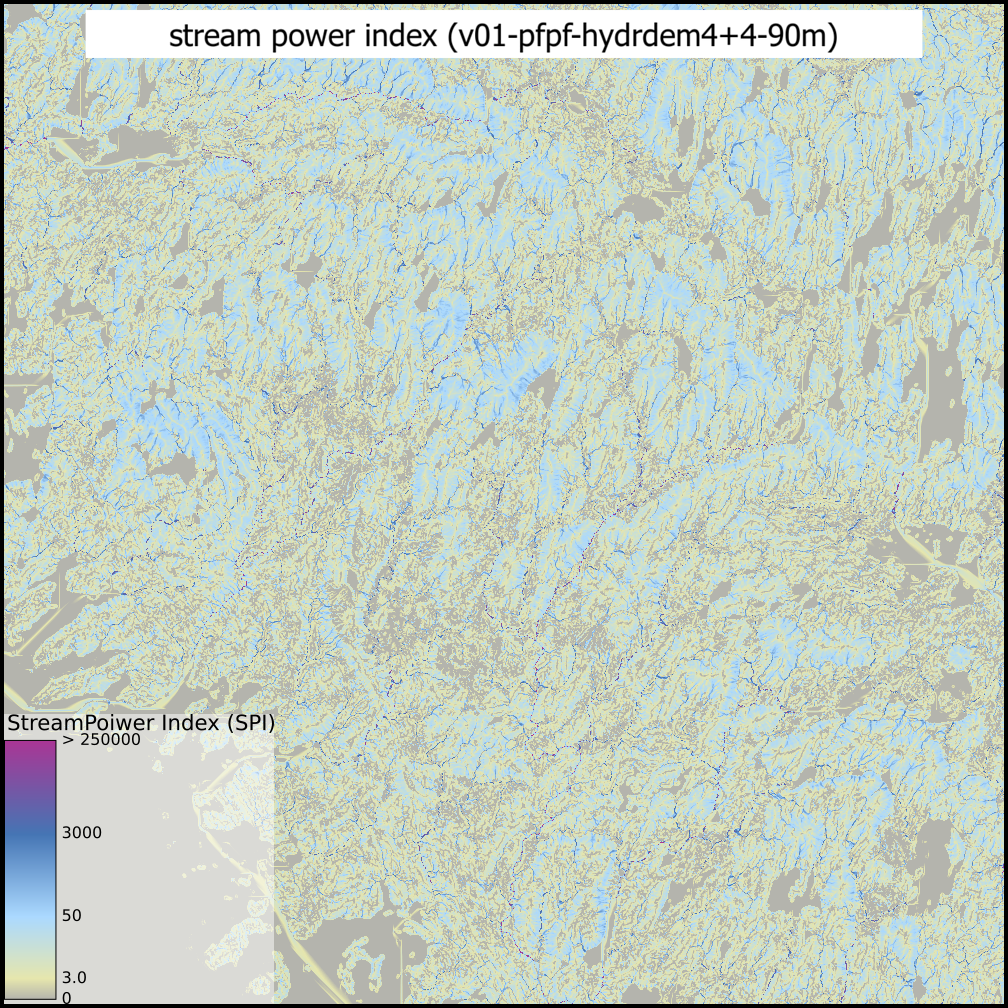 stream power index (v01-pfpf-hydrdem4+4-90m)
StreamPoiwer Index (SPI)
> 250000
3000
50
3.0
0